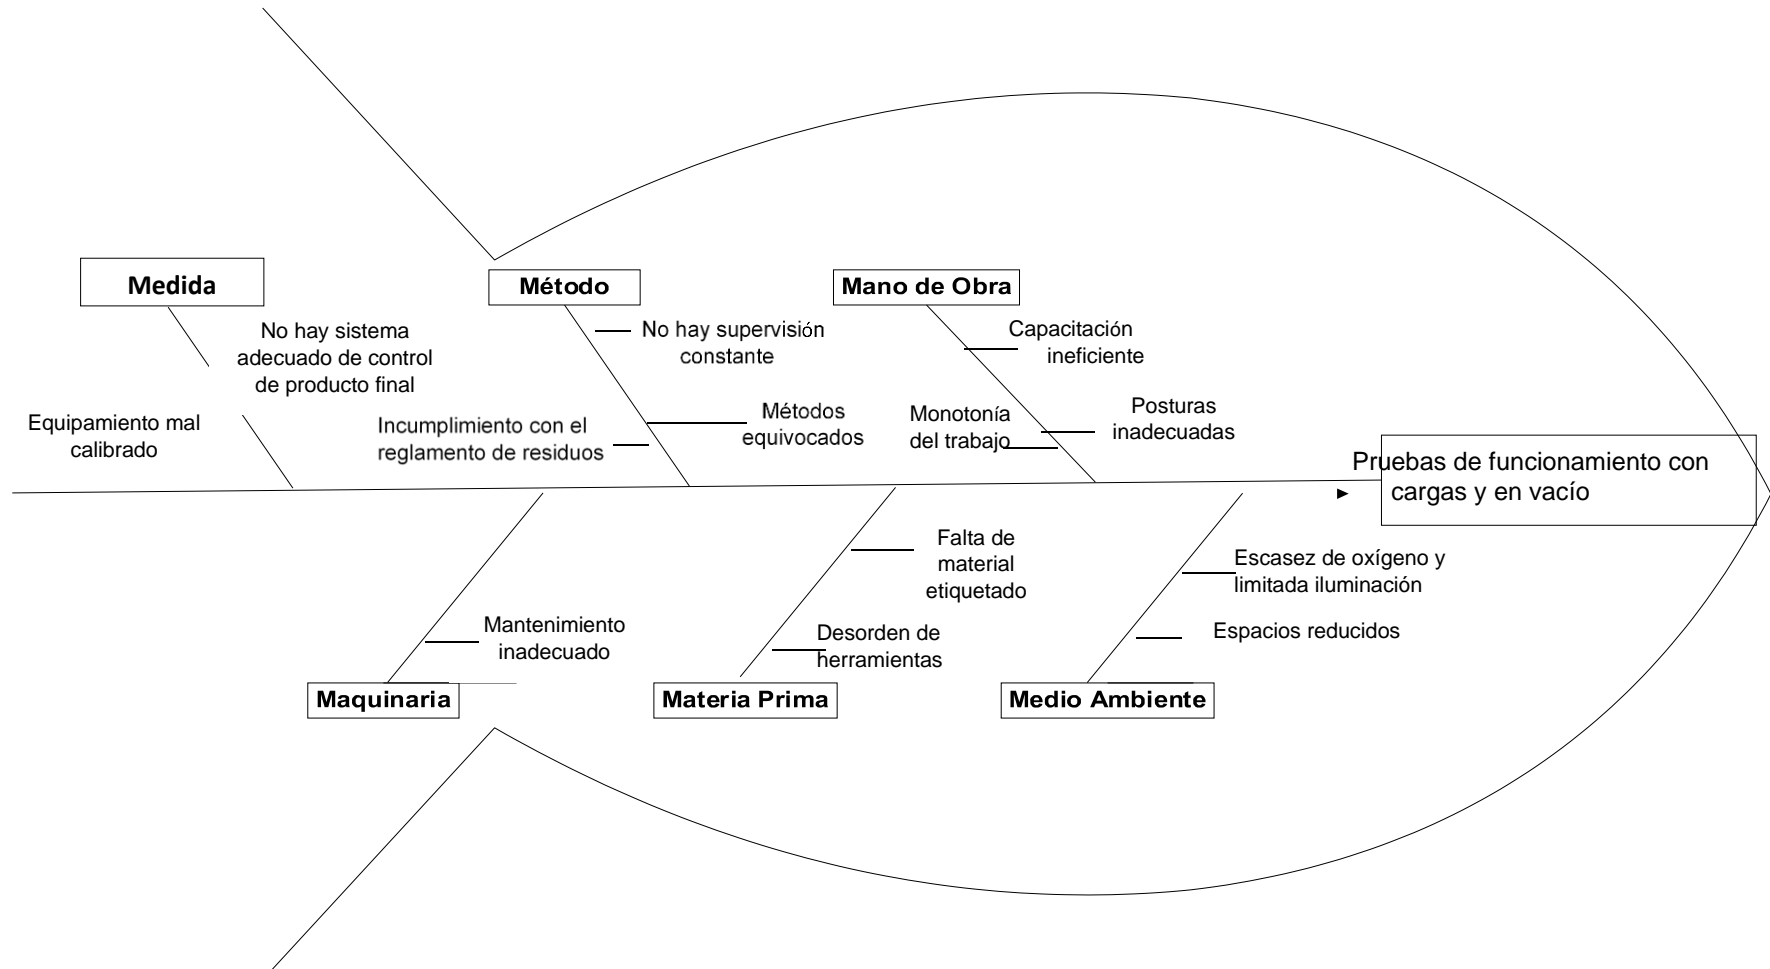 Medida
Método
Mano de Obra
No hay sistema
adecuado de control
de producto final
No hay supervisión
constante
Capacitación
ineficiente
Equipamiento mal
calibrado
Incumplimiento con el
reglamento de residuos
Métodos
equivocados
Monotonía
del trabajo
Posturas
inadecuadas
Pruebas de funcionamiento con
cargas y en vacío
Mantenimiento
inadecuado
Falta de
material
etiquetado
Desorden de
herramientas
Escasez de oxígeno y
limitada iluminación
Espacios reducidos
Maquinaria
Materia Prima
Medio Ambiente